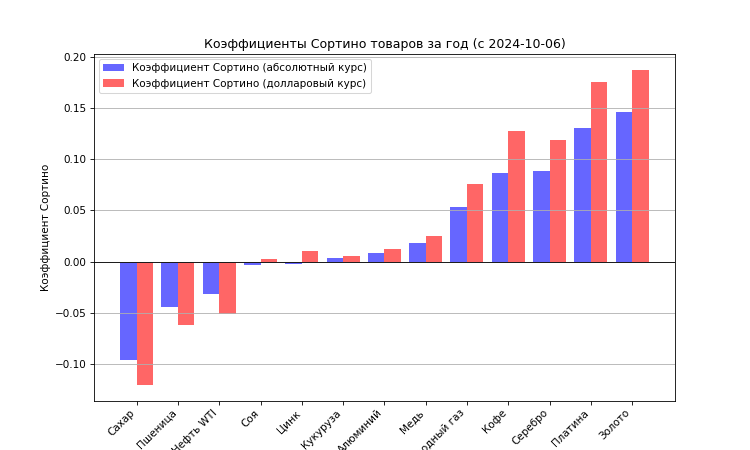 Коэффициенты Сортино товаров за год (с 2024-10-06)
Коэффициент Сортино (абсолютный курс)
Коэффициент Сортино (долларовый курс)
Коэффициент Сортино
0.20
0.15
0.10
0.05
0.00
−0.05
−0.10
Сахар
Пшеница
Нефть WTI
Соя
Цинк
Кукуруза
Алюминий
Медь
газ
Кофе
Серебро
Платина
Золото